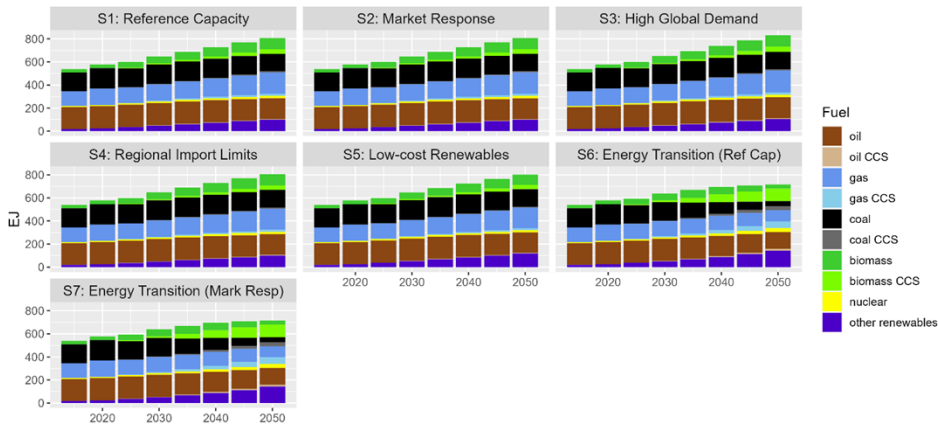 S1: Reference Capacity
S2: Market Response
S3: High Global Demand
800
600
400
200
0
S4: Regional Import Limits
S5: Low-cost Renewables
S6: Energy Transition (Ref Cap)
800
600
400
200
0
EJ
2020 2030 2040 2050
2020 2030 2040 2050
S7: Energy Transition (Mark Resp)
800
600
400
200
0
2020 2030 2040 2050
Fuel
oil
oil CCS
gas
gas CCS
coal
coal CCS
biomass
biomass CCS
nuclear
other renewables